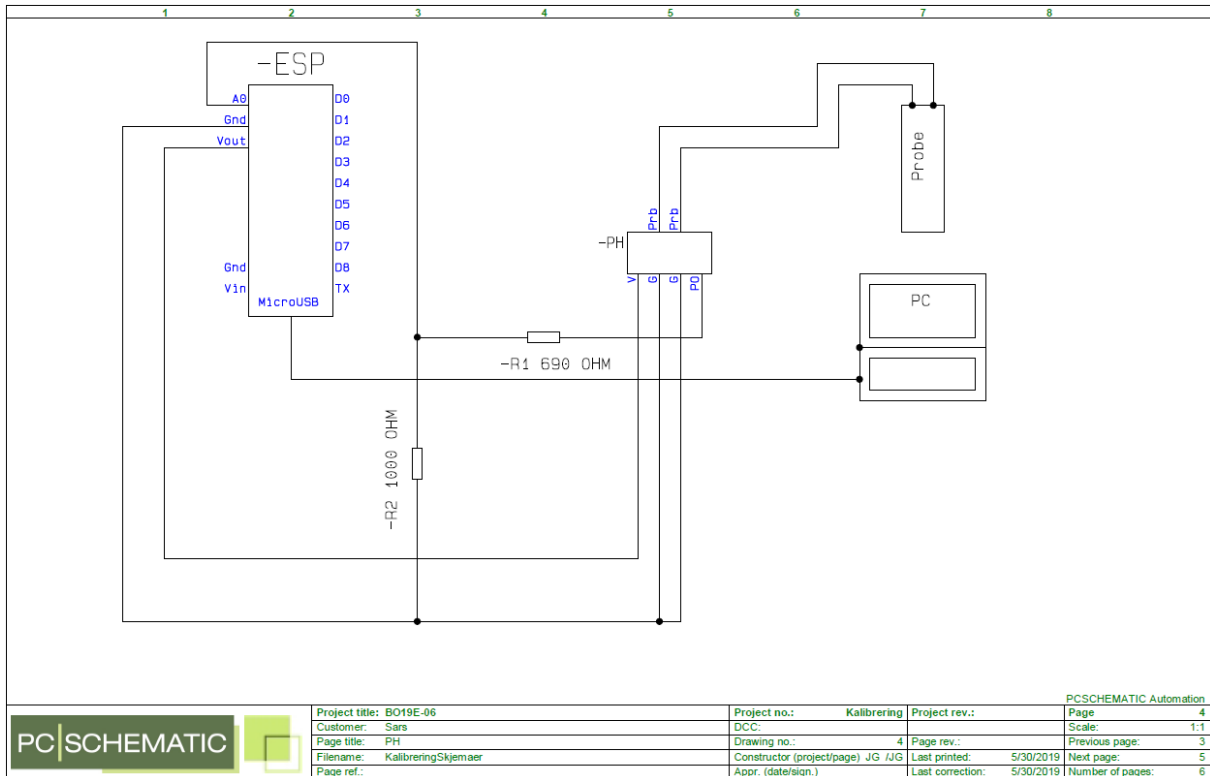 1 2 3 4 5 6 7 8
-ESP
A0 D0
Gnd D1
Vout D2
D3
D4
D5
D6
D7
Gnd D8
Vin TX
MicroUSB
Probe
Prb Prb
-PH
V G G PO
PC
-R1 690 OHM
-R2 1000 OHM
PCSCHEMATIC Automation
PC|SCHEMATIC
Project title: BO19E-06 Project no.: Kalibrering Project rev.: Page 4
Customer: Sars DCC: Scale: 1:1
Page title: PH Drawing no.: 4 Page rev.: Previous page: 3
Filename: KalibreringSkjemaer Constructor (project/page) JG /JG Last printed: 5/30/2019 Next page: 5
Page ref.: Appr. (date/sign.) Last correction: 5/30/2019 Number of pages: 6